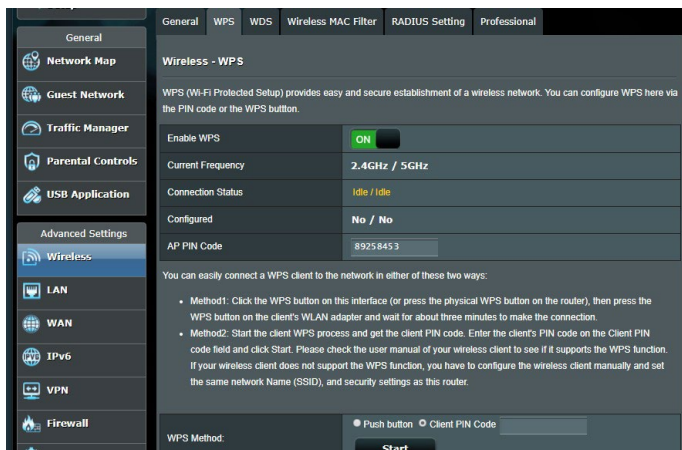 General WPS WDS Wireless MAC Filter RADIUS Setting Professional
General
Network Map
Guest Network
Traffic Manager
Parental Controls
USB Application
Advanced Settings
Wireless
LAN
WAN
IPv6
VPN
Firewall
Wireless - WPS
WPS (Wi-Fi Protected Setup) provides easy and secure establishment of a wireless network. You can configure WPS here via
the PIN code or the WPS buttton.
Enable WPS ON
Current Frequency 2.4GHz / 5GHz
Connection Status Idle / Idle
Configured No / No
AP PIN Code 89258453
You can easily connect a WPS client to the network in either of these two ways:
• Method1: Click the WPS button on this interface (or press the physical WPS button on the router), then press the
WPS button on the client's WLAN adapter and wait for about three minutes to make the connection.
• Method2: Start the client WPS process and get the client PIN code. Enter the client's PIN code on the Client PIN
code field and click Start. Please check the user manual of your wireless client to see if it supports the WPS function.
If your wireless client does not support the WPS function, you have to configure the wireless client manually and set
the same network Name (SSID), and security settings as this router.
WPS Method: Push button Client PIN Code
Start